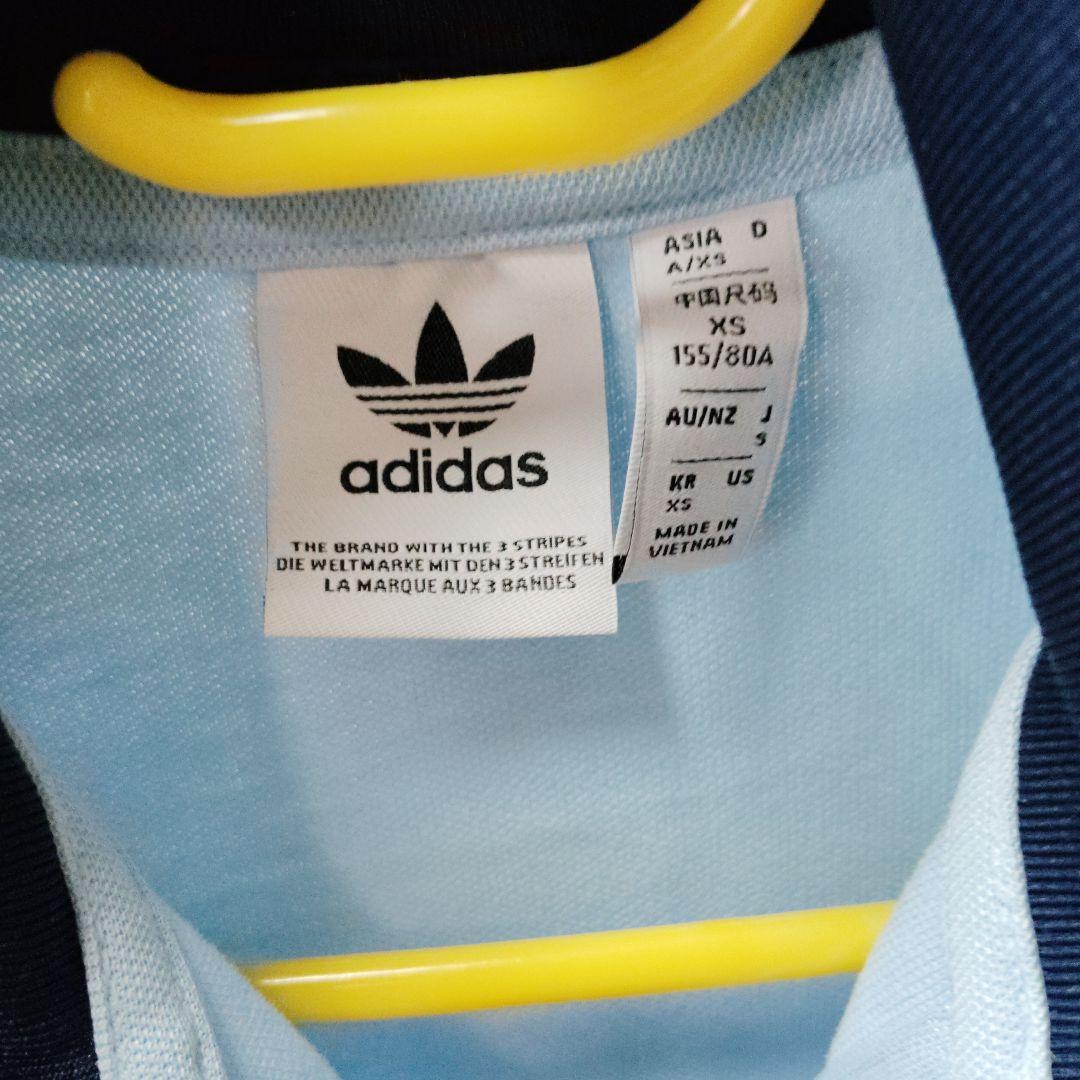 adidas
THE BRAND WITH THE 3 STRIPES
DIE WELTMARKE MIT DEN 3 STREIFEN
LA MARQUE AUX 3 BANDES
ASIA D
A/XS
中国尺码
XS
155/80A
AU/NZ J
S
KR US
XS
MADE IN
VIETNAM